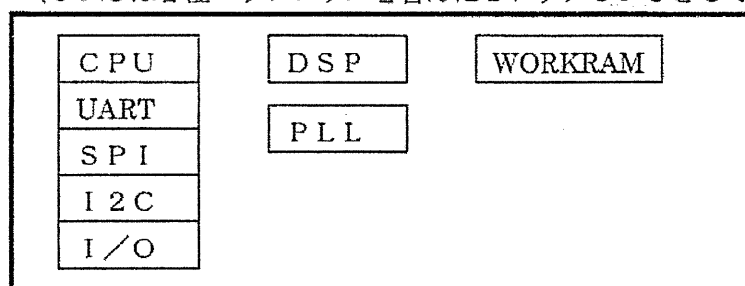 CPU
UART
SPI
I2C
I/O
DSP
PLL
WORKRAM